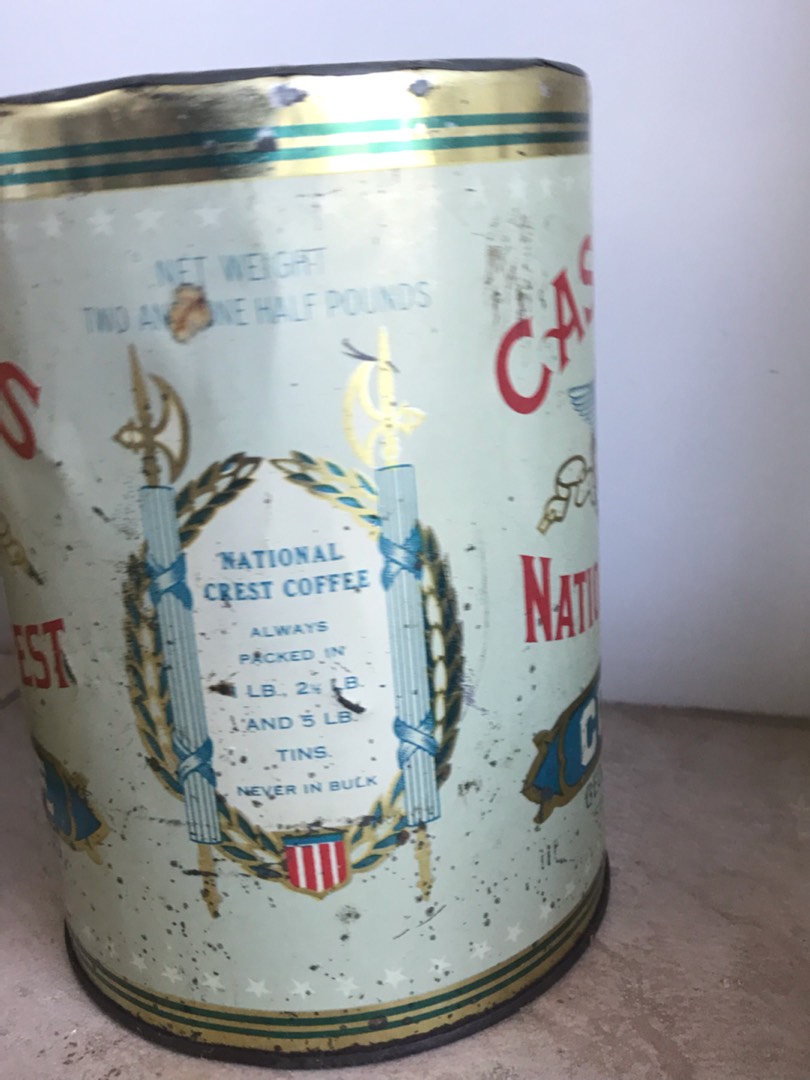 NET WEIGHT
TWO AND ONE HALF POUNDS
CAS
S
NATIONAL
CREST COFFEE
ALWAYS
PACKED IN
1 LB., 2½ LB.
AND 5 LB.
TINS.
NEVER IN BULK
NATIO
EST
C